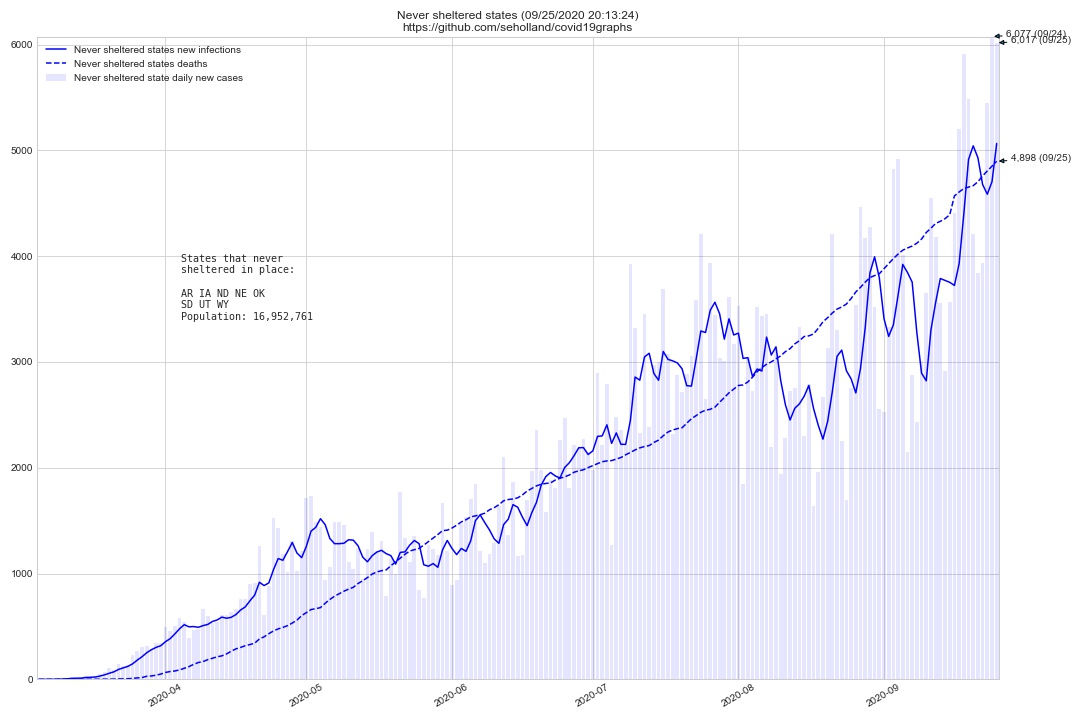 Never sheltered states (09/25/2020 20:13:24)
https://github.com/seholland/covid19graphs
6,077 (09/24)
6,017 (09/25)
6000
Never sheltered states new infections
Never sheltered states deaths
Never sheltered state daily new cases
5000
4,898 (09/25)
4000
States that never
sheltered in place:
AR IA ND NE OK
SD UT WY
Population: 16,952,761
3000
2000
1000
0
2020-04
2020-05
2020-06
2020-07
2020-08
2020-09